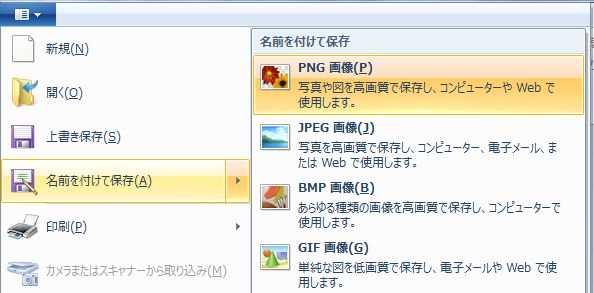 新規(N)
開く(O)
上書き保存(S)
名前を付けて保存(A)
印刷(P)
カメラまたはスキャナーから取り込み(M)
名前を付けて保存
PNG 画像(P)
写真や図を高画質で保存し、コンピューターや Web で
使用します。
JPEG 画像(J)
写真を高画質で保存し、コンピューター、電子メール、ま
たは Web で使用します。
BMP 画像(B)
あらゆる種類の画像を高画質で保存し、コンピューターで
使用します。
GIF 画像(G)
単純な図を低画質で保存し、電子メールや Web で使
用します。